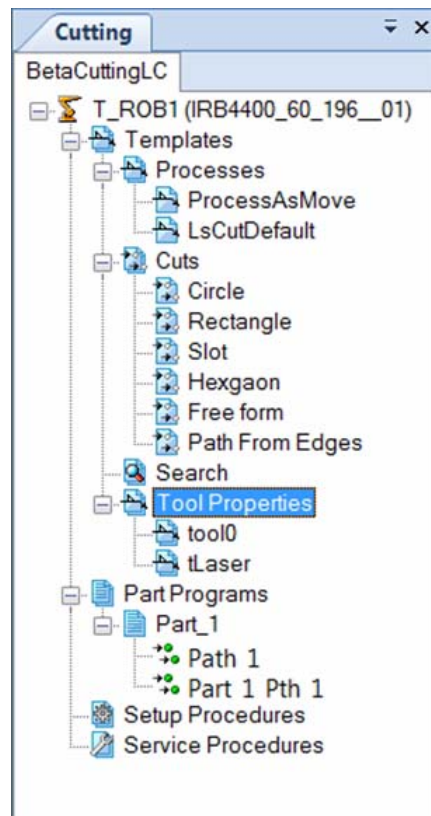 Cutting
BetaCuttingLC
T_ROB1 (IRB4400_60_196__01)
Templates
Processes
ProcessAsMove
LsCutDefault
Cuts
Circle
Rectangle
Slot
Hexgaon
Free form
Path From Edges
Search
Tool Properties
tool0
tLaser
Part Programs
Part_1
Path 1
Part 1 Pth 1
Setup Procedures
Service Procedures